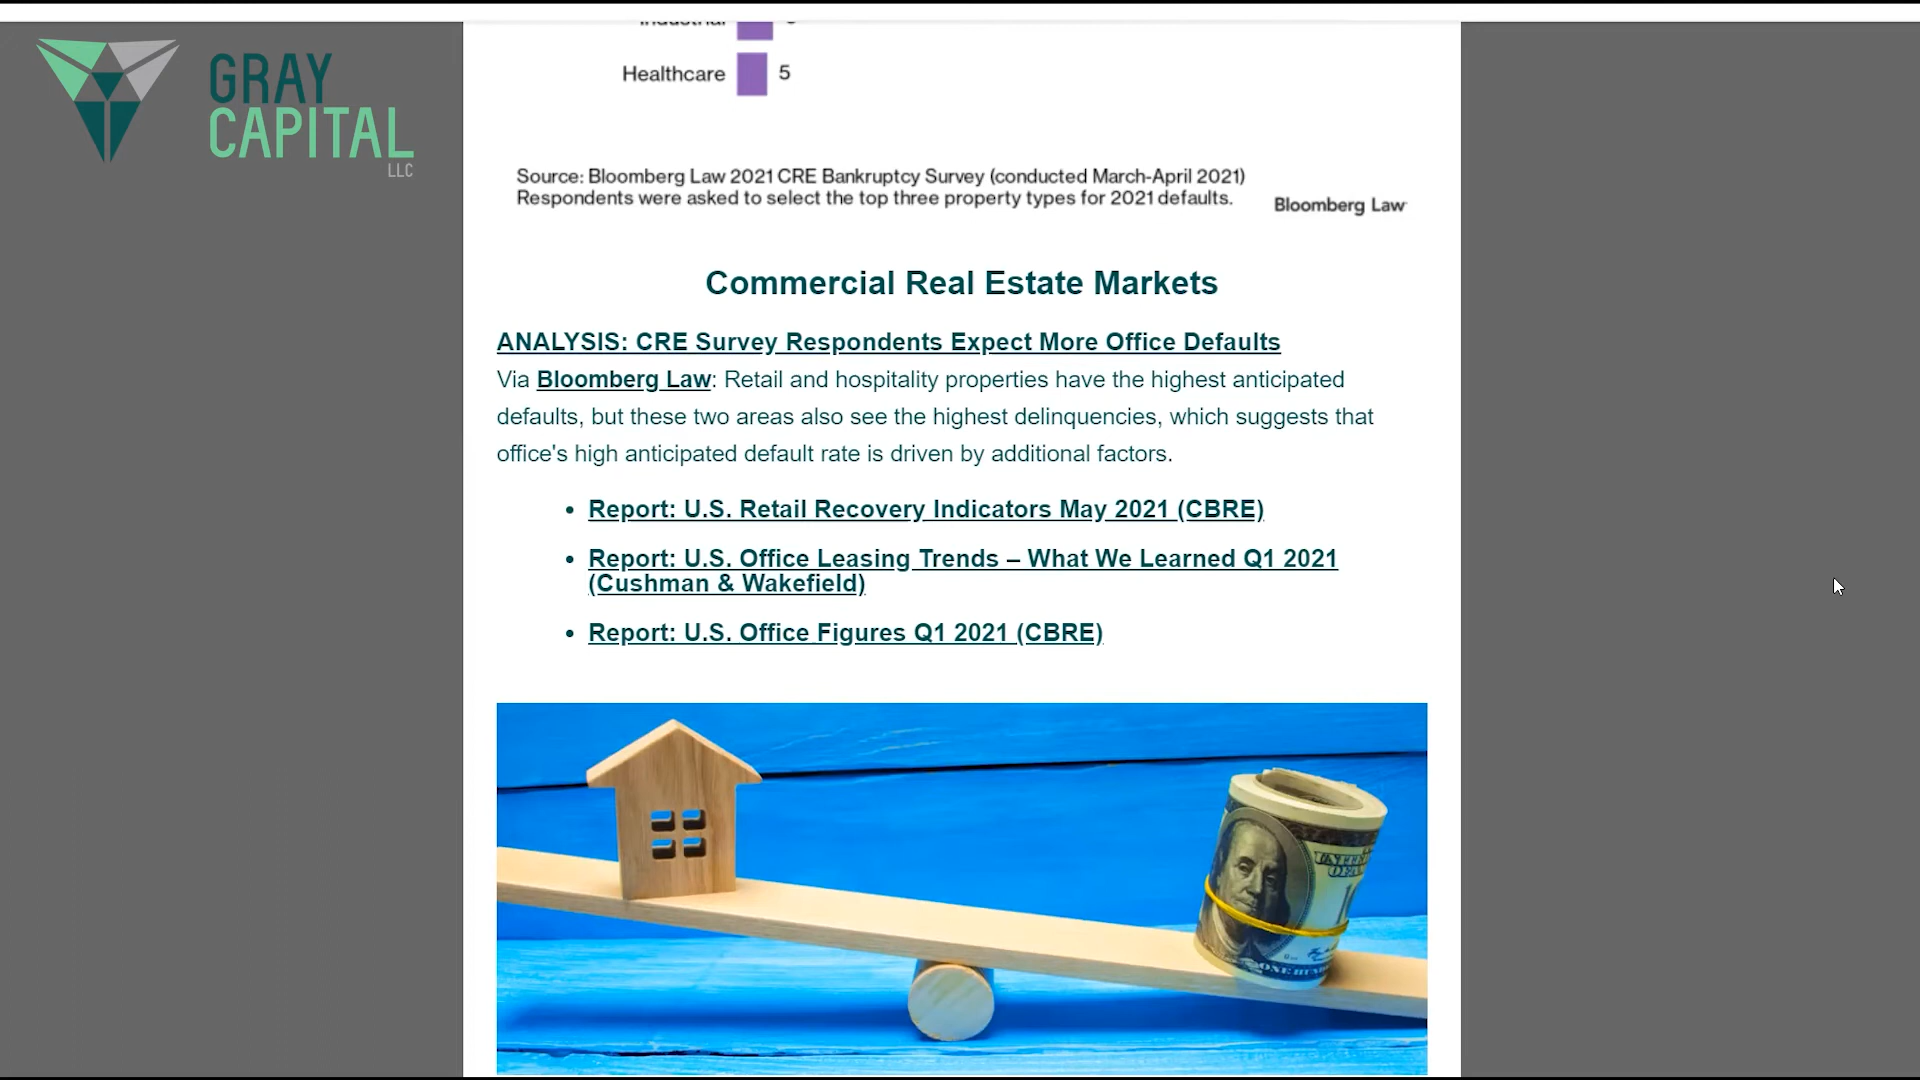 Industrial
Healthcare 5
GRAY
CAPITAL
LLC
Source: Bloomberg Law 2021 CRE Bankruptcy Survey (conducted March-April 2021)
Respondents were asked to select the top three property types for 2021 defaults.
Bloomberg Law
Commercial Real Estate Markets
ANALYSIS: CRE Survey Respondents Expect More Office Defaults
Via Bloomberg Law: Retail and hospitality properties have the highest anticipated
defaults, but these two areas also see the highest delinquencies, which suggests that
office's high anticipated default rate is driven by additional factors.
• Report: U.S. Retail Recovery Indicators May 2021 (CBRE)
• Report: U.S. Office Leasing Trends – What We Learned Q1 2021
(Cushman & Wakefield)
• Report: U.S. Office Figures Q1 2021 (CBRE)